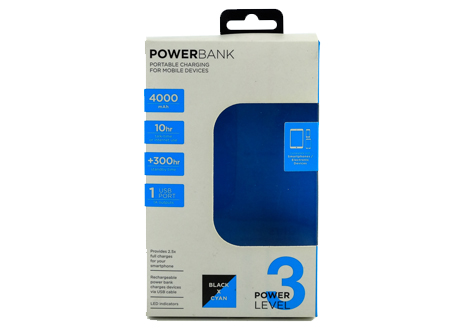 POWERBANK
PORTABLE CHARGING
FOR MOBILE DEVICES
4000
MAH
10hr
+300hr
1 USB
PORT
Smartphones
Provides 2.5x
full charges
for your
smartphone
Rechargeable
power bank
charges devices
via USB cable
LED indicators
BLACK
X
CYAN
3
POWER
LEVEL